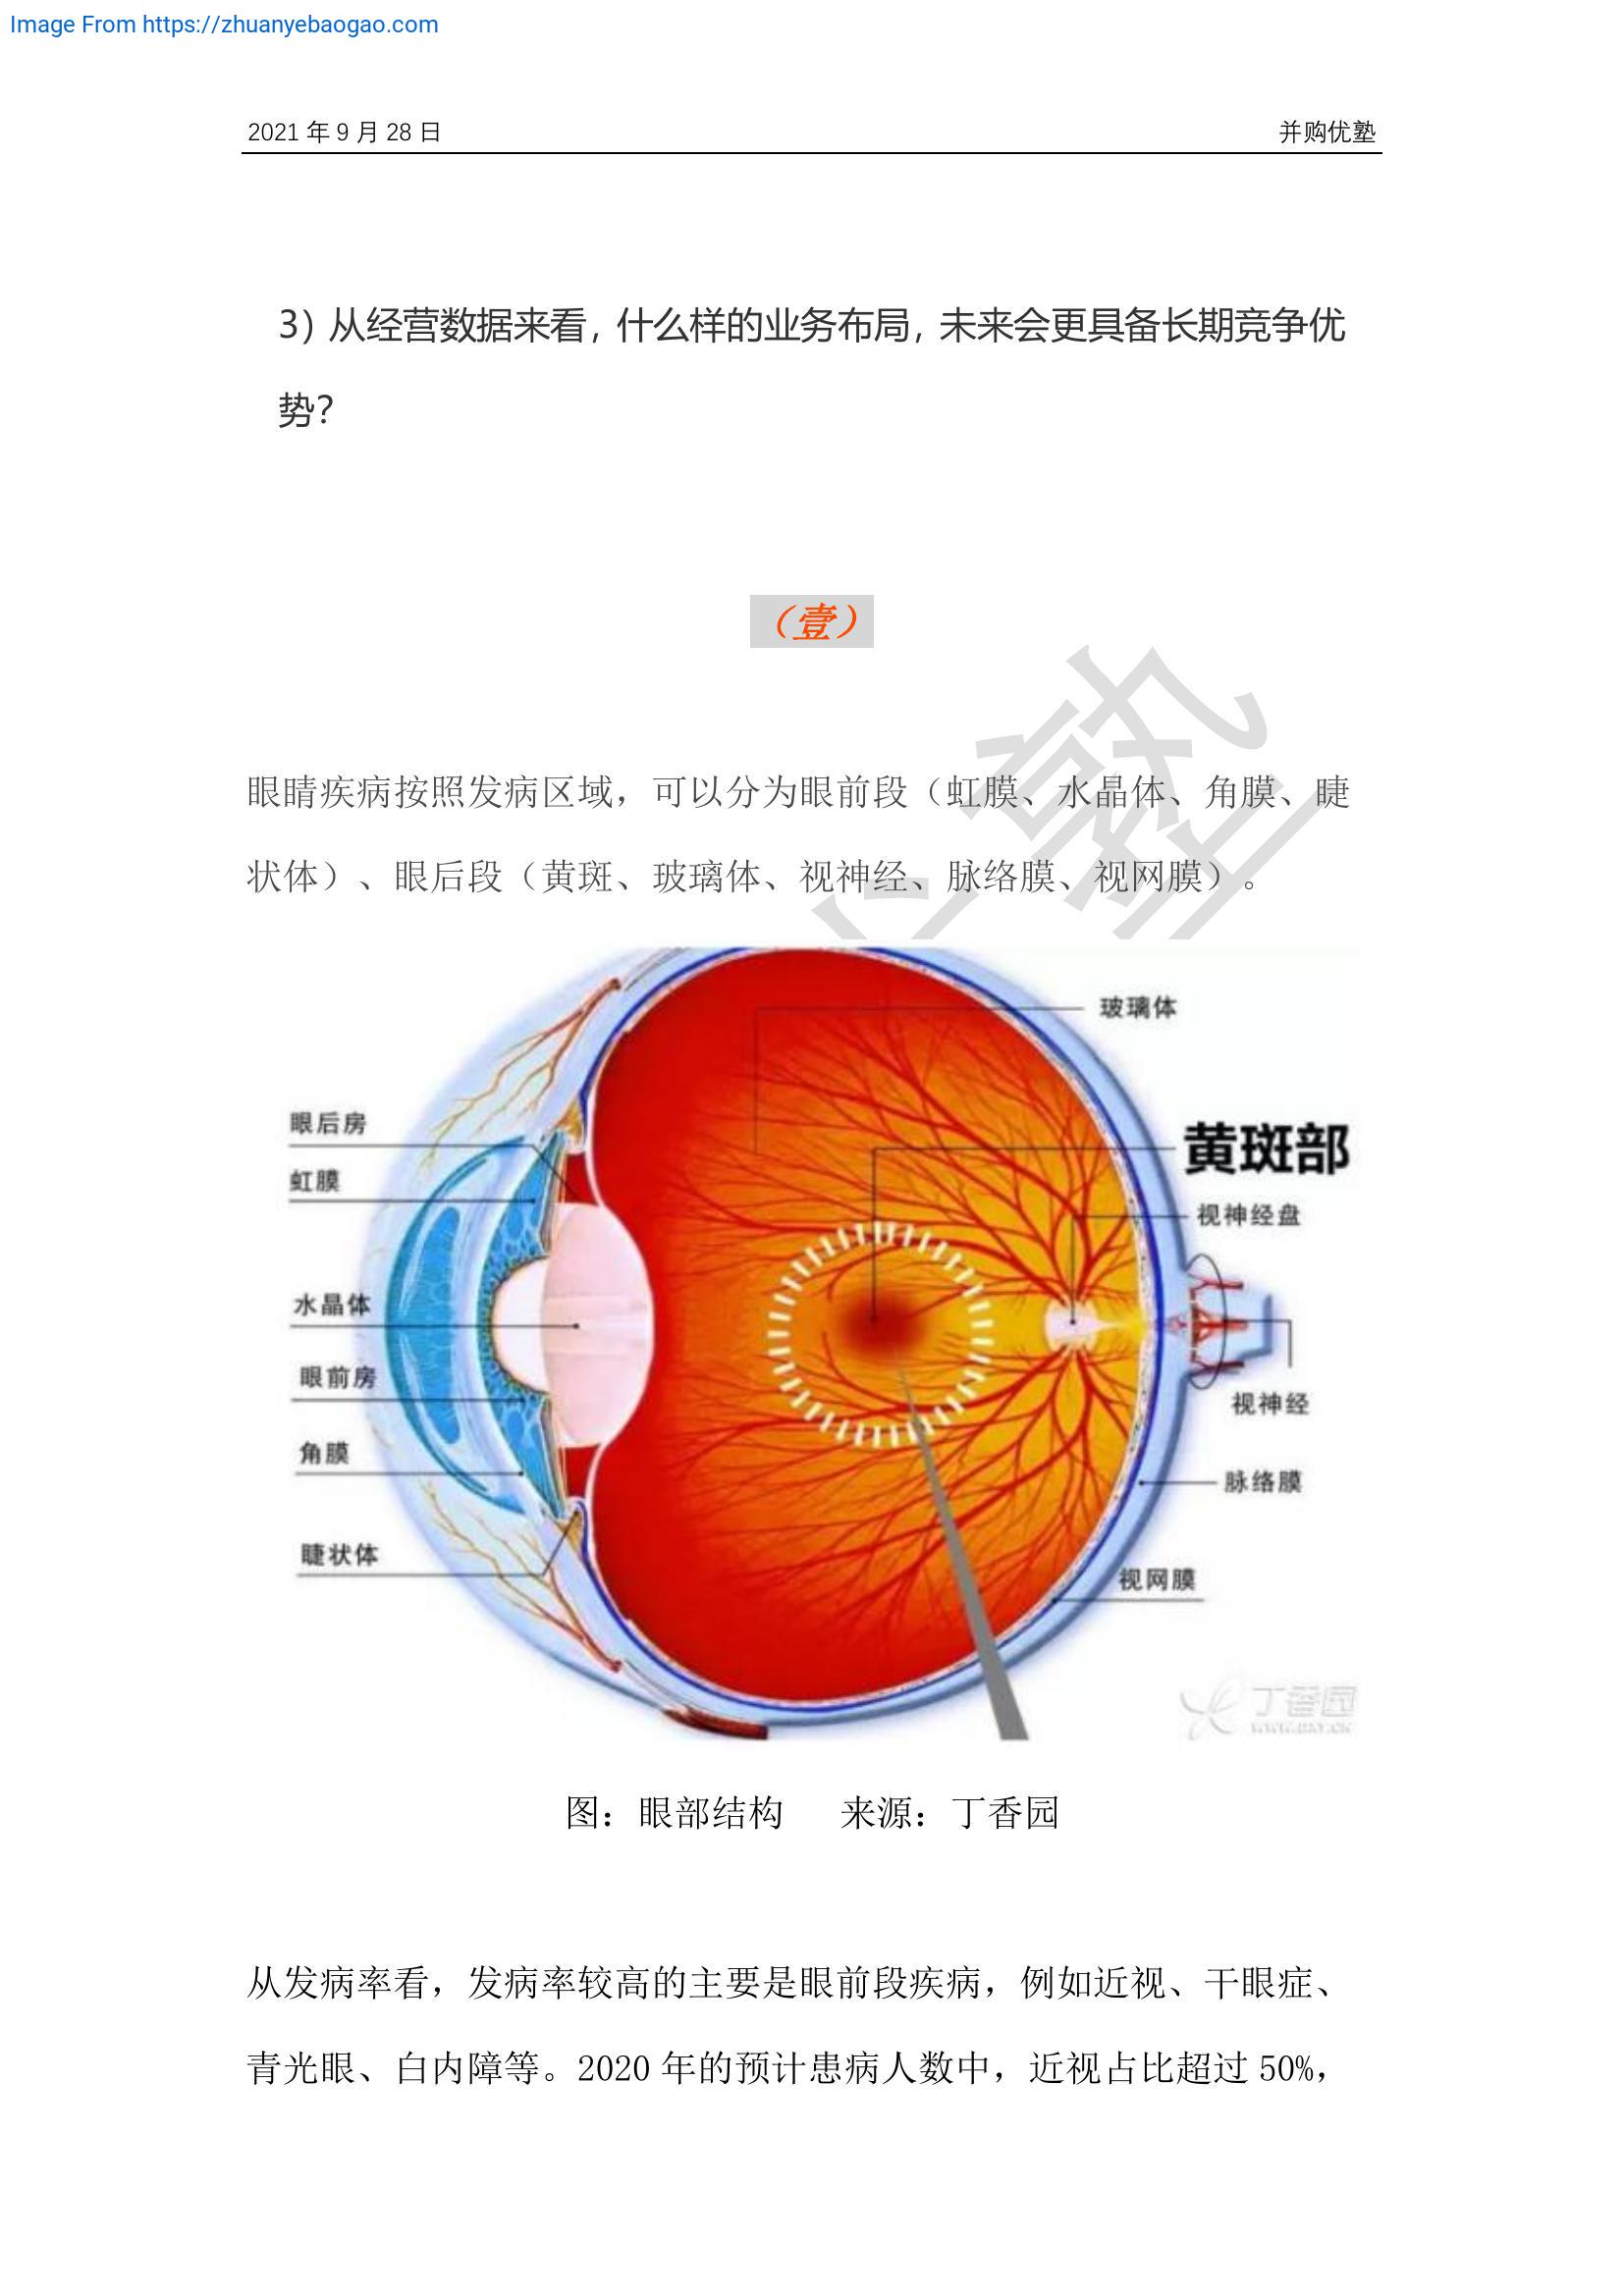 Image From https://zhuanyebaogao.com
2021 年 9 月 28 日 并购优塾
3）从经营数据来看，什么样的业务布局，未来会更具备长期竞争优
势？
（壹）
眼睛疾病按照发病区域，可以分为眼前段（虹膜、水晶体、角膜、睫
状体）、眼后段（黄斑、玻璃体、视神经、脉络膜、视网膜）。
玻璃体
眼后房
黄斑部
虹膜
视神经盘
水晶体
眼前房
视神经
角膜
脉络膜
睫状体
视网膜
丁香园
图：眼部结构 来源：丁香园
从发病率看，发病率较高的主要是眼前段疾病，例如近视、干眼症、
青光眼、白内障等。2020 年的预计患病人数中，近视占比超过 50%，
塾